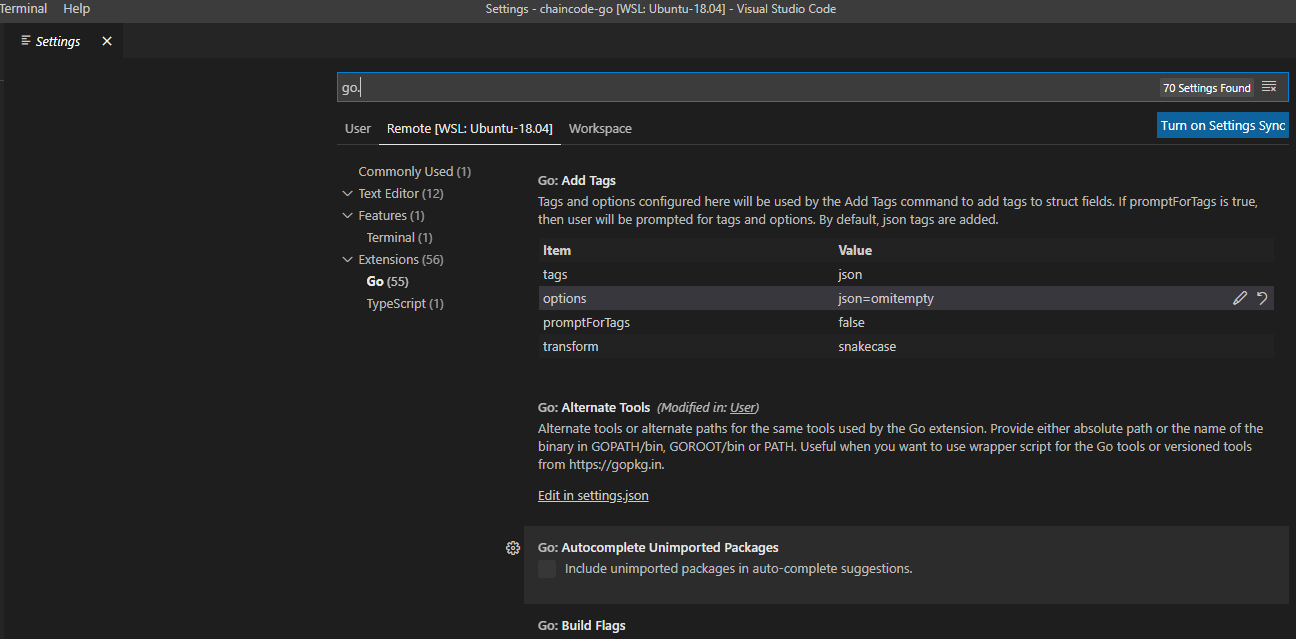 Terminal Help Settings - chaincode-go [WSL: Ubuntu-18.04] - Visual Studio Code
Settings
go.
70 Settings Found
User Remote [WSL: Ubuntu-18.04] Workspace
Turn on Settings Sync
Commonly Used (1)
Text Editor (12)
Features (1)
Terminal (1)
Extensions (56)
Go (55)
TypeScript (1)
Go: Add Tags
Tags and options configured here will be used by the Add Tags command to add tags to struct fields. If promptForTags is true,
then user will be prompted for tags and options. By default, json tags are added.
Item Value
tags json
options json=omitempty
promptForTags false
transform snakecase
Go: Alternate Tools (Modified in: User)
Alternate tools or alternate paths for the same tools used by the Go extension. Provide either absolute path or the name of the
binary in GOPATH/bin, GOROOT/bin or PATH. Useful when you want to use wrapper script for the Go tools or versioned tools
from https://gopkg.in.
Edit in settings.json
Go: Autocomplete Unimported Packages
Include unimported packages in auto-complete suggestions.
Go: Build Flags